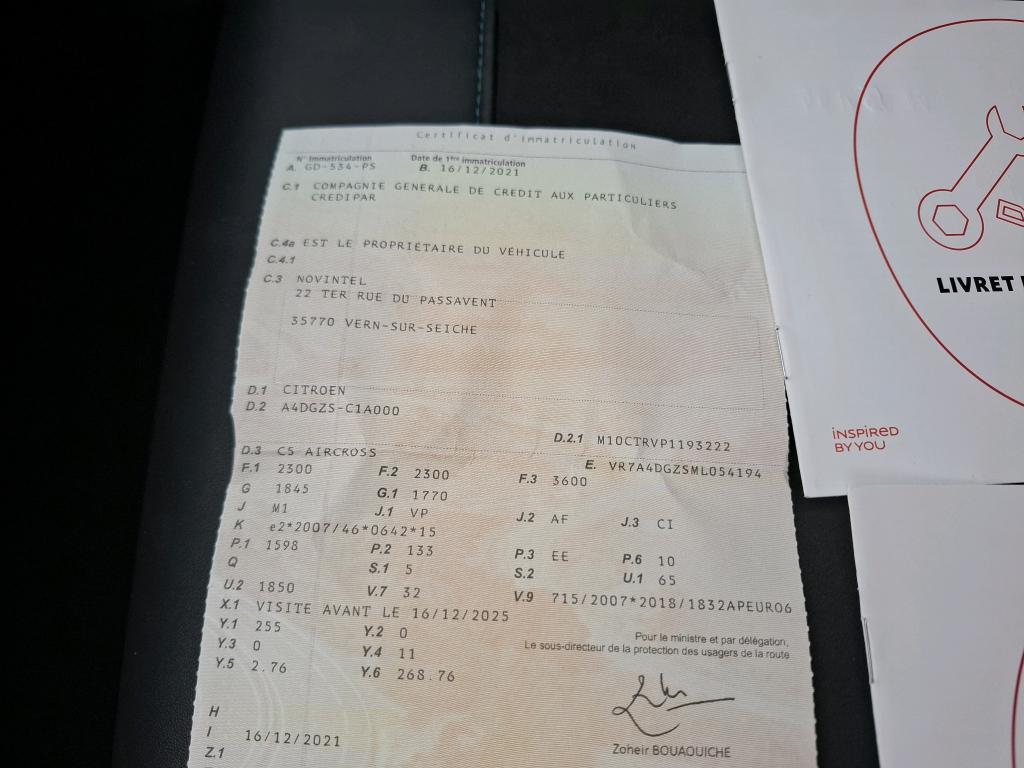 Certificat d'immatriculation
N° Immatriculation Date de 1ère immatriculation
A. GD-534-PS B. 16/12/2021
C.1 COMPAGNIE GENERALE DE CREDIT AUX PARTICULIERS
CREDIPAR
C.4a EST LE PROPRIÉTAIRE DU VÉHICULE
C.4.1
C.3 NOVINTEL
22 TER RUE DU PASSAVENT
35770 VERN-SUR-SEICHE
D.1 CITROEN
D.2 A4DGZS-C1A000
D.2.1 M10CTRVP1193222
D.3 C5 AIRCROSS E. VR7A4DGZSML054194
F.1 2300 F.2 2300 F.3 3600
G 1845 G.1 1770
J M1 J.1 VP J.2 AF J.3 CI
K e2*2007/46*0642*15
P.1 1598 P.2 133 P.3 EE P.6 10
Q S.1 5 S.2 U.1 65
U.2 1850 V.7 32 V.9 715/2007*2018/1832APEURO6
X.1 VISITE AVANT LE 16/12/2025
Y.1 255 Y.2 0
Y.3 0 Y.4 11
Y.5 2.76 Y.6 268.76
Pour le ministre et par délégation,
Le sous-directeur de la protection des usagers de la route
H
I 16/12/2021
Z.1
Zoheir BOUAOUICHE
LIVRET
INSPIRED
BY YOU